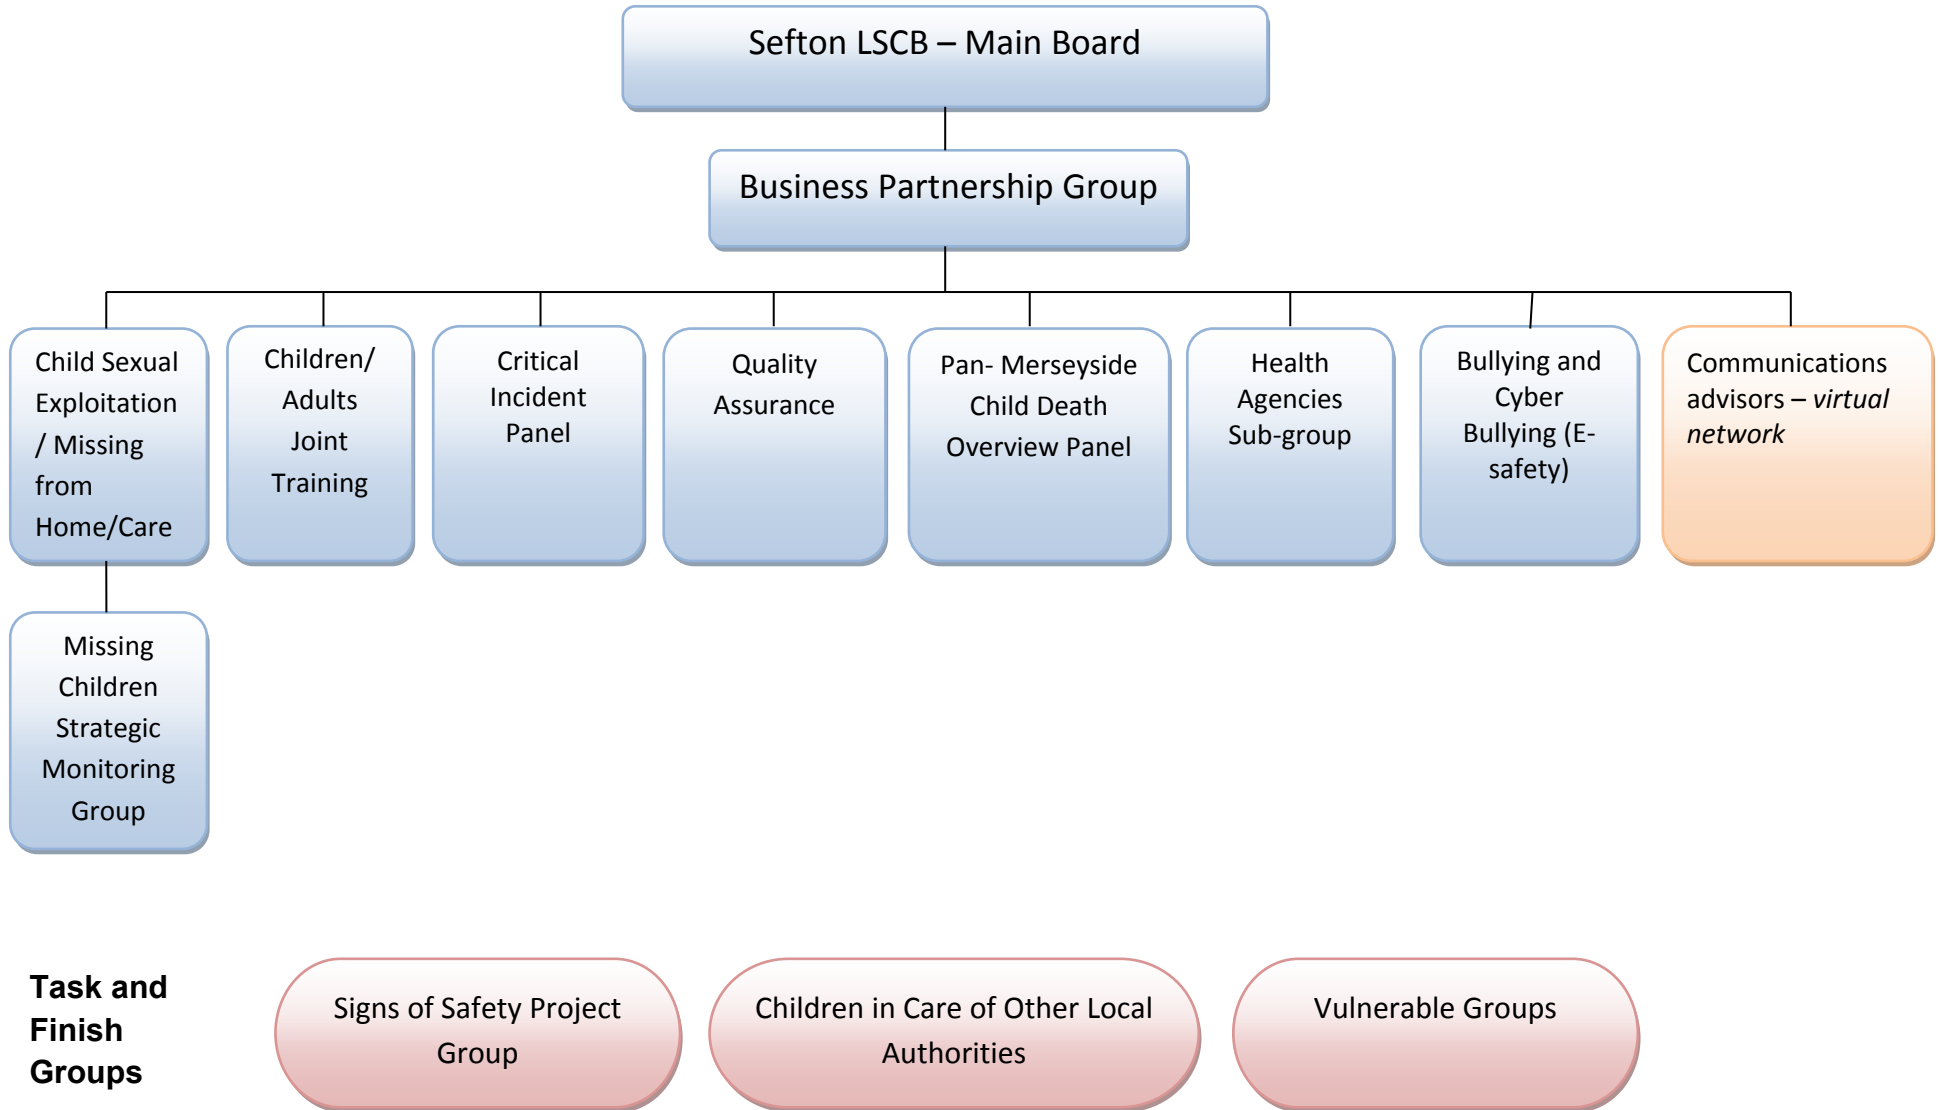 Sefton LSCB – Main Board
Business Partnership Group
Child Sexual
Exploitation
/ Missing
from
Home/Care
Children/
Adults
Joint
Training
Critical
Incident
Panel
Quality
Assurance
Pan- Merseyside
Child Death
Overview Panel
Health
Agencies
Sub-group
Bullying and
Cyber
Bullying (E-
safety)
Communications
advisors – virtual
network
Missing
Children
Strategic
Monitoring
Group
Task and
Finish
Groups
Signs of Safety Project
Group
Children in Care of Other Local
Authorities
Vulnerable Groups